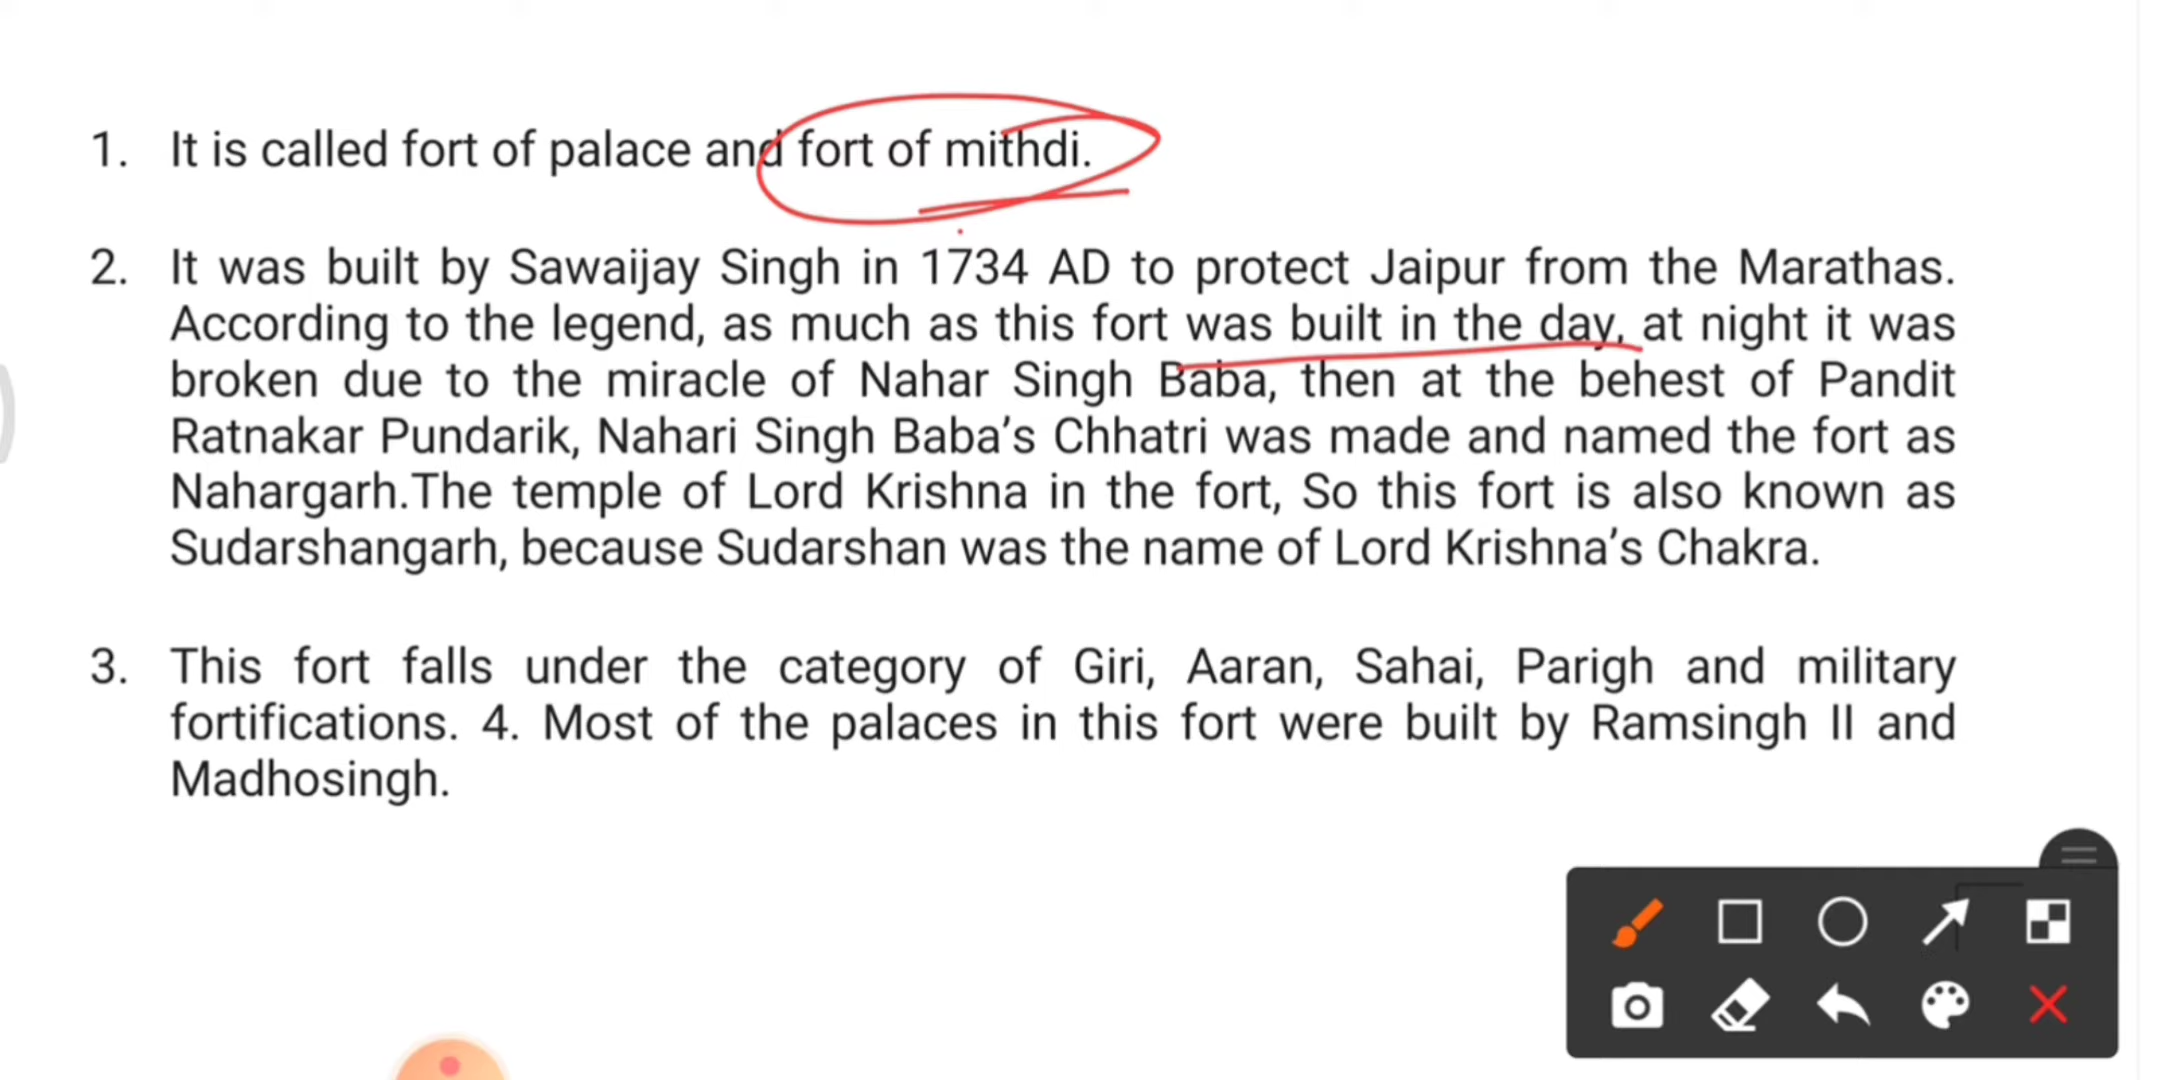 1. It is called fort of palace and fort of mithdi.
2. It was built by Sawaijay Singh in 1734 AD to protect Jaipur from the Marathas.
According to the legend, as much as this fort was built in the day, at night it was
broken due to the miracle of Nahar Singh Baba, then at the behest of Pandit
Ratnakar Pundarik, Nahari Singh Baba’s Chhatri was made and named the fort as
Nahargarh.The temple of Lord Krishna in the fort, So this fort is also known as
Sudarshangarh, because Sudarshan was the name of Lord Krishna’s Chakra.
3. This fort falls under the category of Giri, Aaran, Sahai, Parigh and military
fortifications. 4. Most of the palaces in this fort were built by Ramsingh II and
Madhosingh.